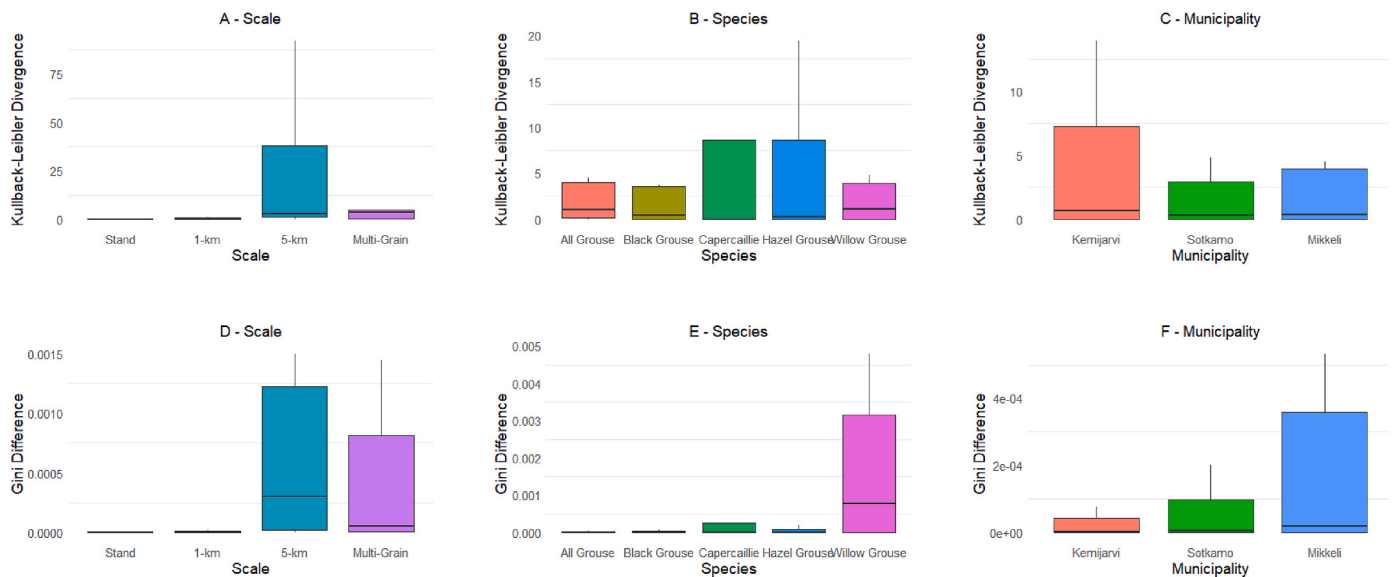 A - Scale
Kullback-Leibler Divergence
75
50
25
0
Stand 1-km 5-km Multi-Grain
Scale
B - Species
Kullback-Leibler Divergence
20
15
10
5
0
All Grouse Black Grouse Capercaillie Hazel Grouse Willow Grouse
Species
C - Municipality
Kullback-Leibler Divergence
10
5
0
Kemijarvi Sotkamo Mikkeli
Municipality
D - Scale
Gini Difference
0.0015
0.0010
0.0005
0.0000
Stand 1-km 5-km Multi-Grain
Scale
E - Species
Gini Difference
0.005
0.004
0.003
0.002
0.001
0.000
All Grouse Black Grouse Capercaillie Hazel Grouse Willow Grouse
Species
F - Municipality
Gini Difference
4e-04
2e-04
0e+00
Kemijarvi Sotkamo Mikkeli
Municipality